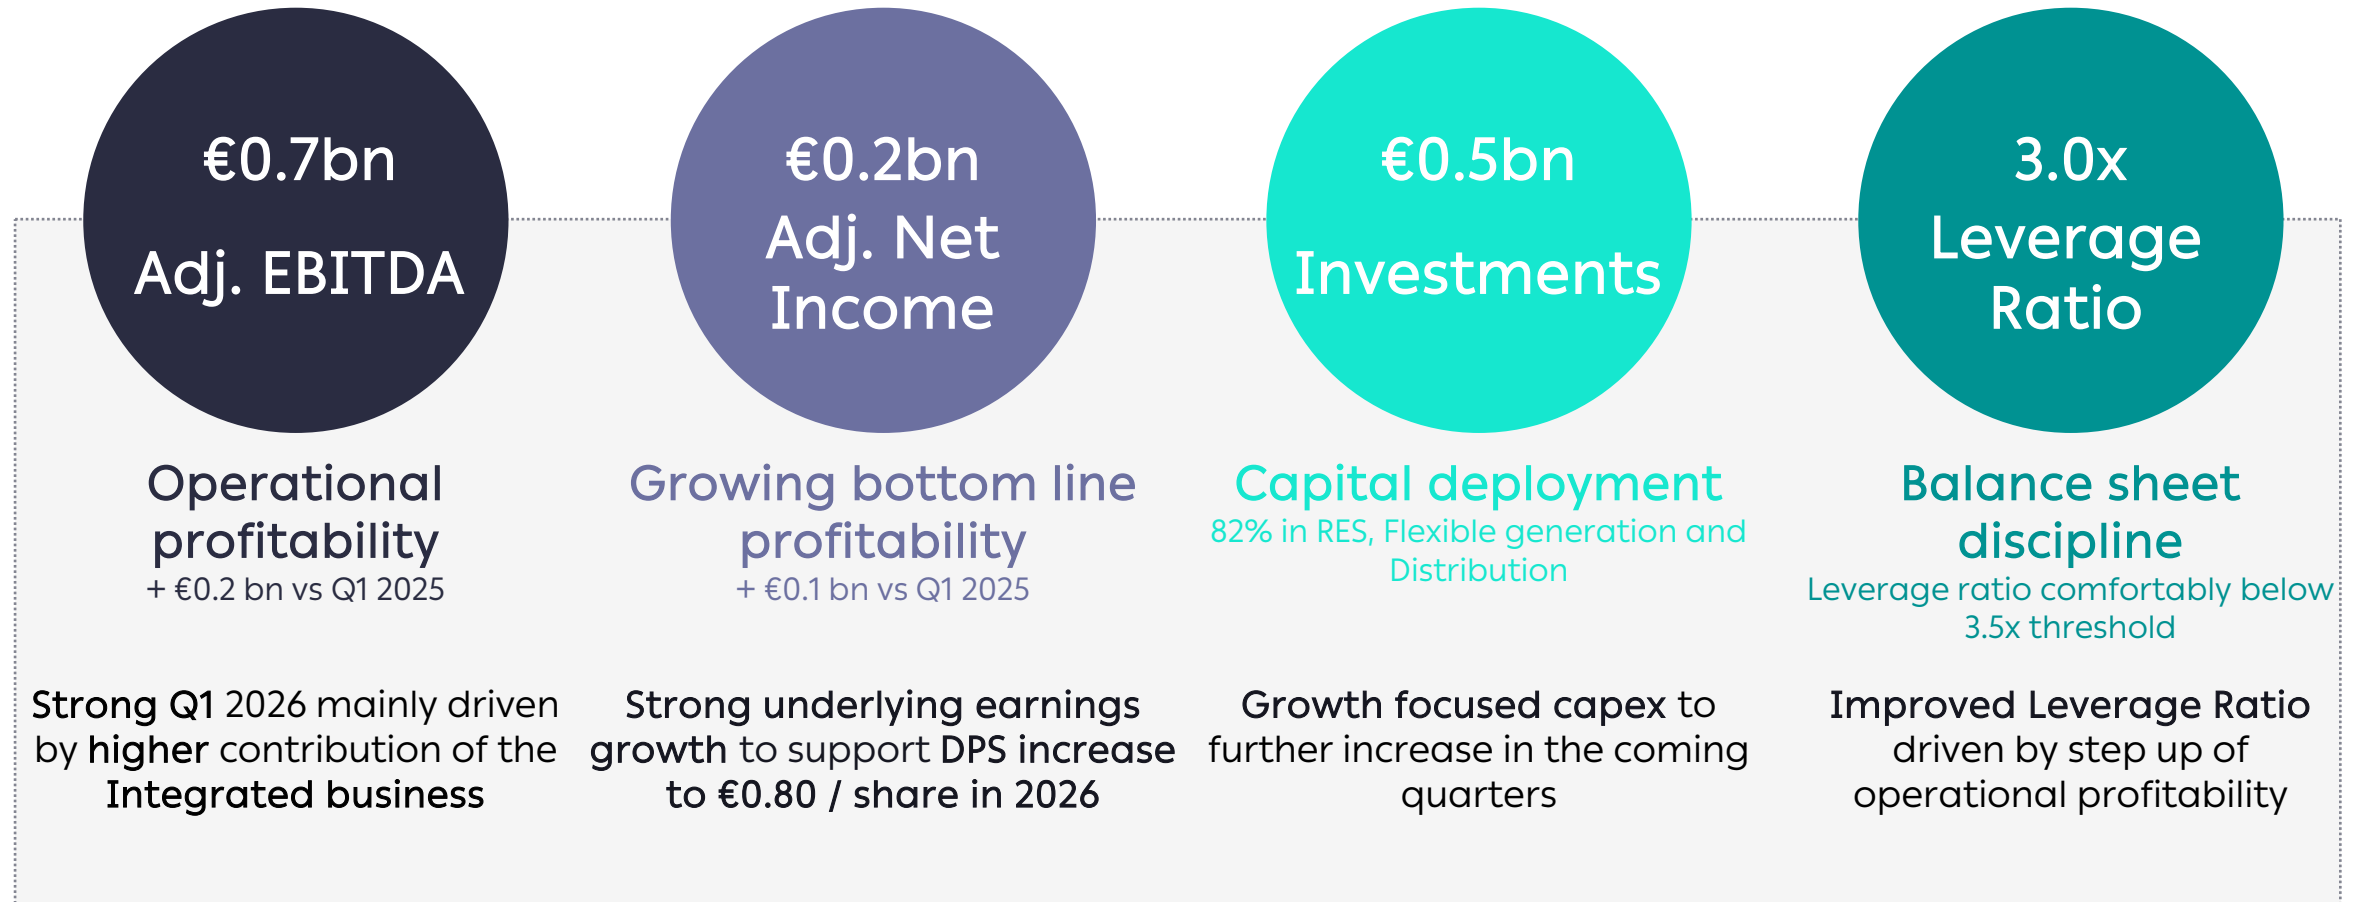 €0.7bn
Adj. EBITDA
Operational
profitability
+ €0.2 bn vs Q1 2025
Strong Q1 2026 mainly driven
by higher contribution of the
Integrated business
€0.2bn
Adj. Net
Income
Growing bottom line
profitability
+ €0.1 bn vs Q1 2025
Strong underlying earnings
growth to support DPS increase
to €0.80 / share in 2026
€0.5bn
Investments
Capital deployment
82% in RES, Flexible generation and
Distribution
Growth focused capex to
further increase in the coming
quarters
3.0x
Leverage
Ratio
Balance sheet
discipline
Leverage ratio comfortably below
3.5x threshold
Improved Leverage Ratio
driven by step up of
operational profitability